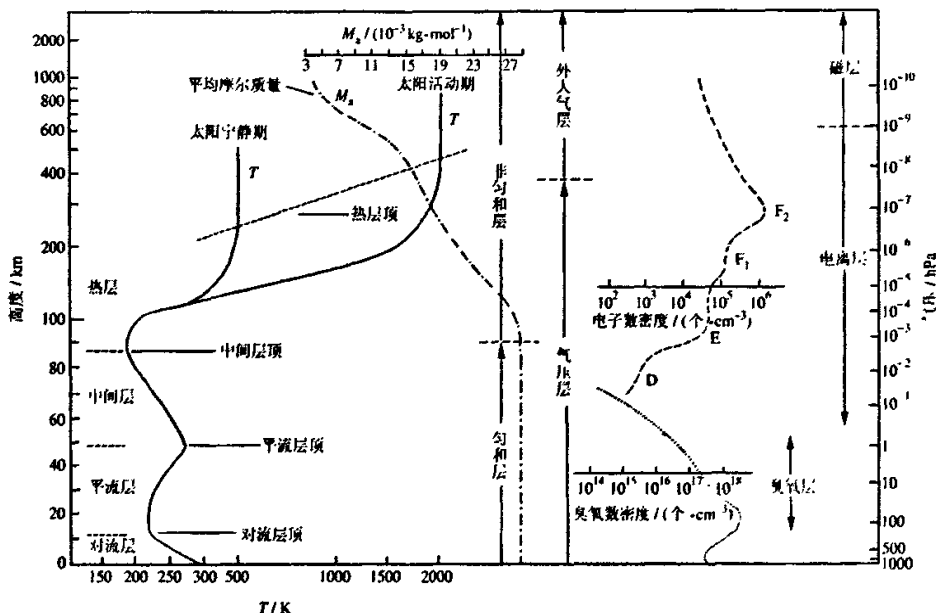 M_a / (10⁻³ kg·mol⁻¹)
3 7 11 15 19 23 27
平均摩尔质量
M_a
太阳活动期
T
太阳宁静期
T
热层顶
高度 / km
3000
2000
1000
800
600
400
200
100
80
60
40
20
0
热层
中间层
平流层
对流层
中间层顶
平流层顶
对流层顶
150 200 250 300 500 1000 1500 2000
T / K
非匀和层
匀和层
外大气层
气压层
F₂
F₁
E
D
10² 10³ 10⁴ 10⁵ 10⁶
电子数密度 / (个·cm⁻³)
10¹⁴ 10¹⁵ 10¹⁶ 10¹⁷ 10¹⁸
臭氧数密度 / (个·cm⁻³)
磁层
电离层
臭氧层
10⁻¹⁰
10⁻⁹
10⁻⁸
10⁻⁷
10⁻⁶
10⁻⁵
10⁻⁴
10⁻³
10⁻²
10⁻¹
1
10
100
500
1000
气压 / hPa